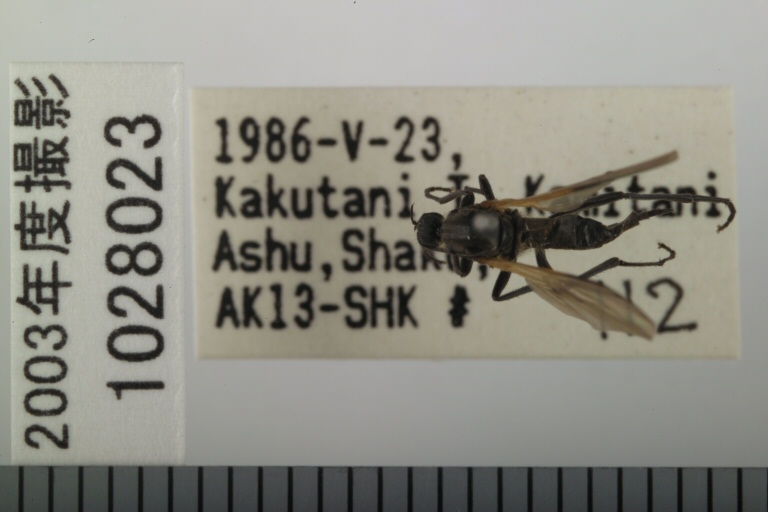 2003年度撮影
1028023
1986-V-23,
Kakutani
Ashu,
AK13-SHK #